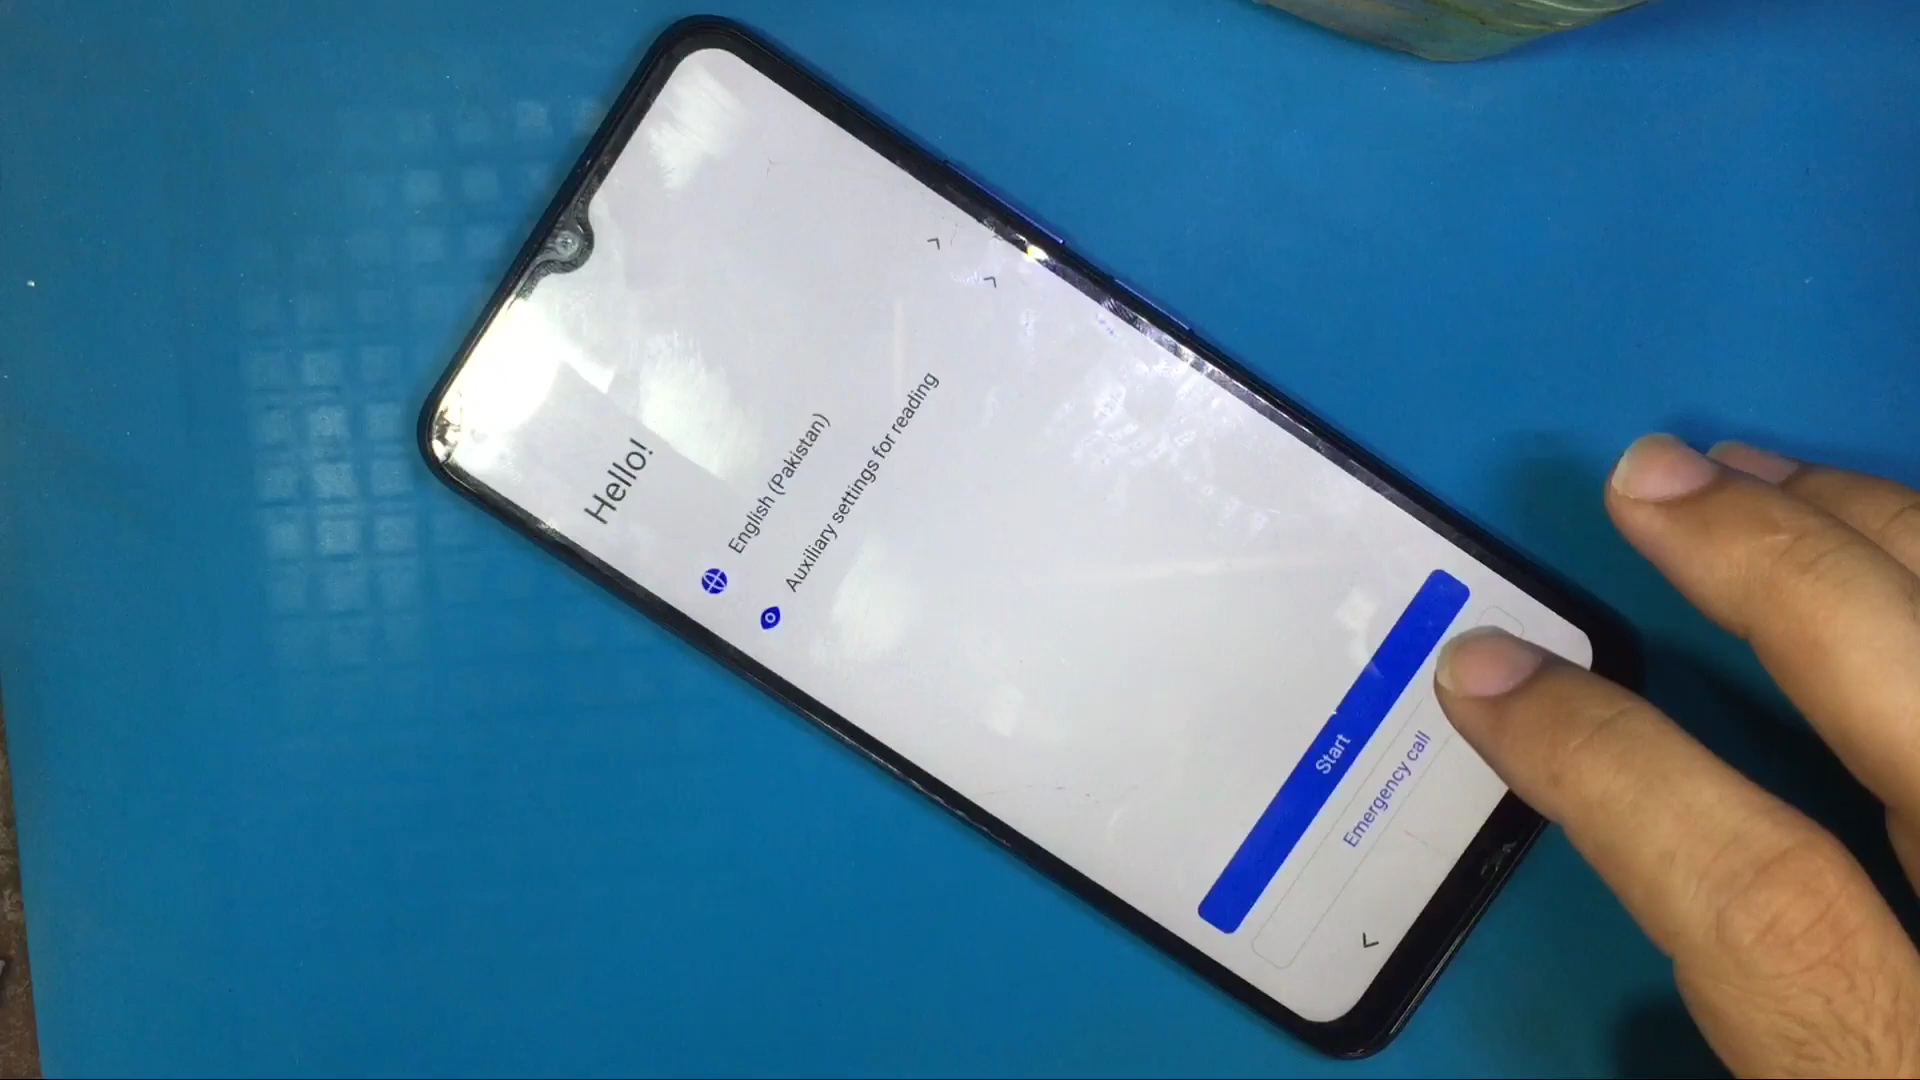 Hello!
English (Pakistan)
Auxiliary settings for reading
Start
Emergency call